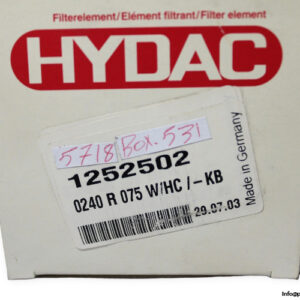 Filterelement/Elément filtrant/Filter element
HYDAC
5718 Box. 531
1252502
0240 R 075 W/HC /-KB
29.07.03
Made in Germany